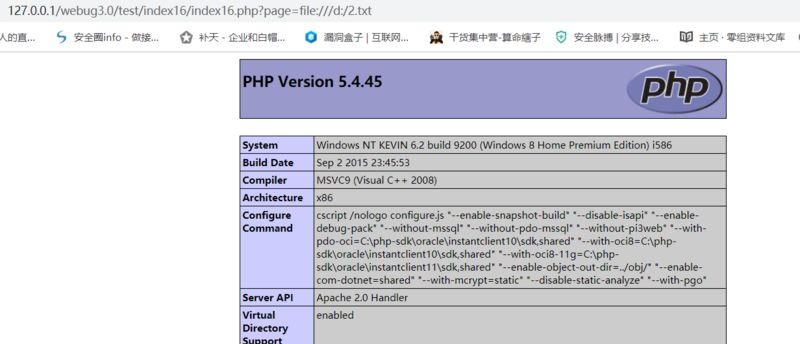 127.0.0.1/webug3.0/test/index16/index16.php?page=file:///d:/2.txt
人的直... 安全圈info - 做接... 补天 - 企业和白帽... 漏洞盒子 | 互联网... 干货集中营-算命縖子 安全脉搏 | 分享技... 主页 · 零组资料文库
PHP Version 5.4.45
php
System Windows NT KEVIN 6.2 build 9200 (Windows 8 Home Premium Edition) i586
Build Date Sep 2 2015 23:45:53
Compiler MSVC9 (Visual C++ 2008)
Architecture x86
Configure Command cscript /nologo configure.js "--enable-snapshot-build" "--disable-isapi" "--enable-
debug-pack" "--without-mssql" "--without-pdo-mssql" "--without-pi3web" "--with-
pdo-oci=C:\php-sdk\oracle\instantclient10\sdk,shared" "--with-oci8=C:\php-
sdk\oracle\instantclient10\sdk,shared" "--with-oci8-11g=C:\php-
sdk\oracle\instantclient11\sdk,shared" "--enable-object-out-dir=../obj/" "--enable-
com-dotnet=shared" "--with-mcrypt=static" "--disable-static-analyze" "--with-pgo"
Server API Apache 2.0 Handler
Virtual Directory Support enabled